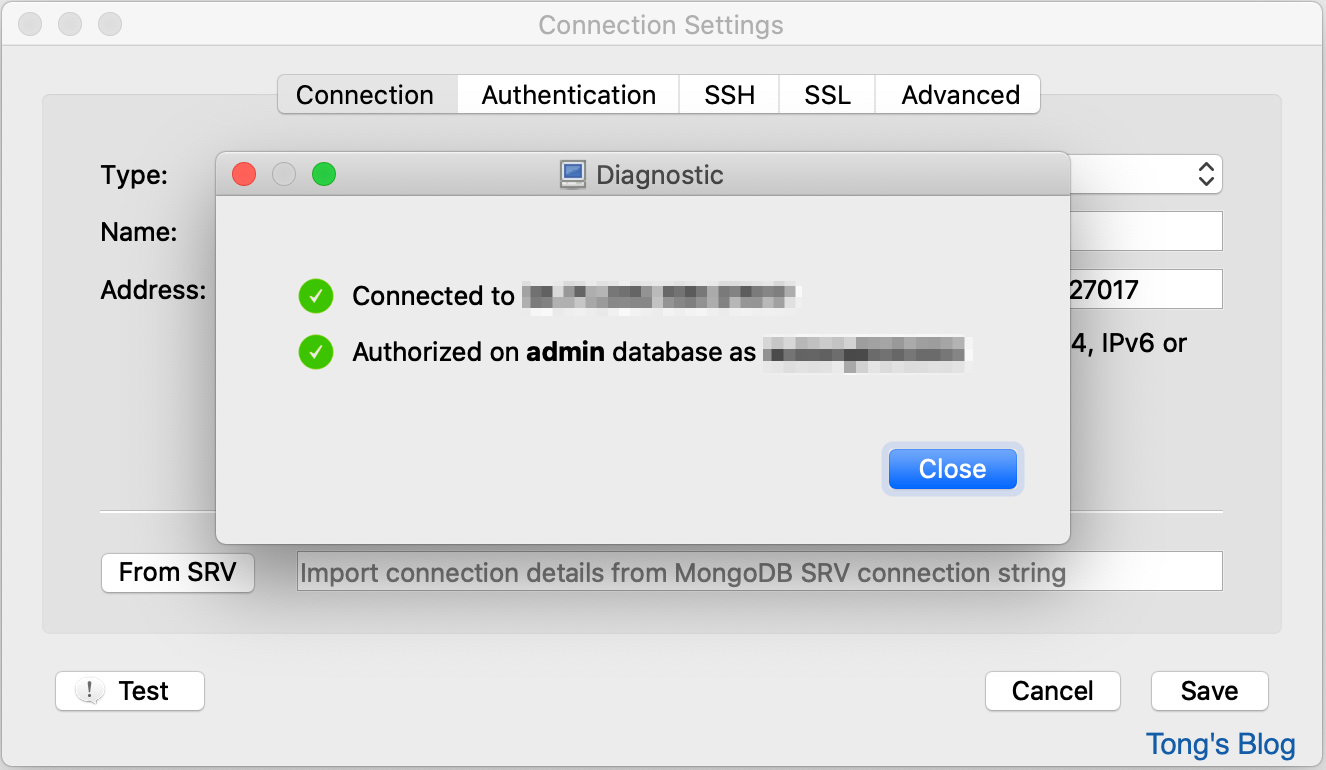 Connection Settings
Connection Authentication SSH SSL Advanced
Diagnostic
Type:
Name:
Address: 27017
Connected to
4, IPv6 or
Authorized on admin database as
Close
From SRV Import connection details from MongoDB SRV connection string
! Test Cancel Save
Tong's Blog